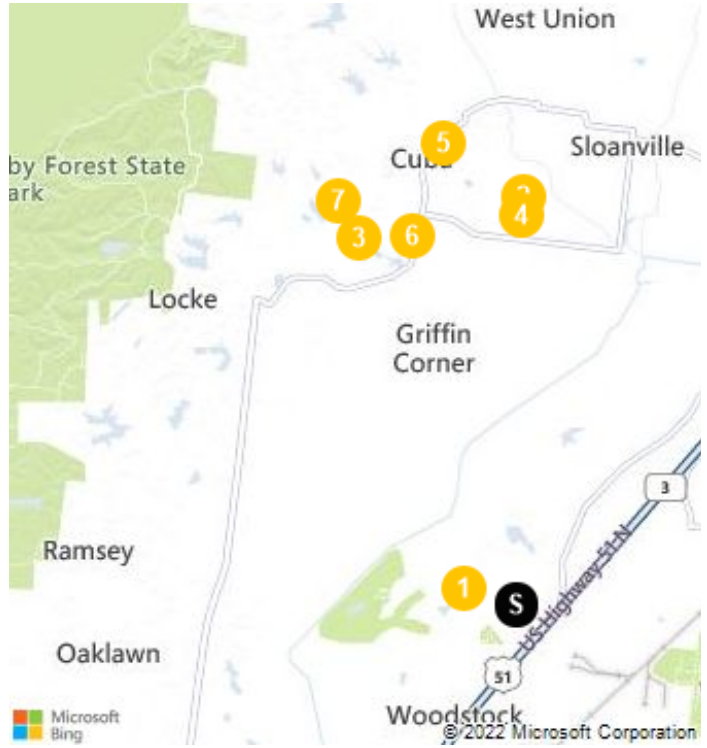 West Union
Sloanville
5
Cuba
by Forest State
ark
7
4
3
6
Locke
Griffin
Corner
3
US Highway 51 N
Ramsey
1
S
Oaklawn
51
Woodstock
Microsoft
Bing
© 2022 Microsoft Corporation